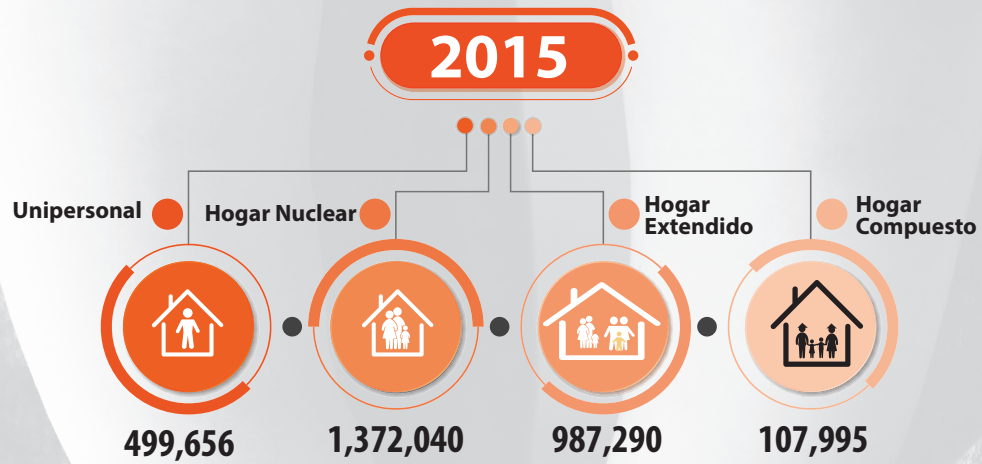 2015
Unipersonal
Hogar Nuclear
Hogar
Extendido
Hogar
Compuesto
499,656
1,372,040
987,290
107,995